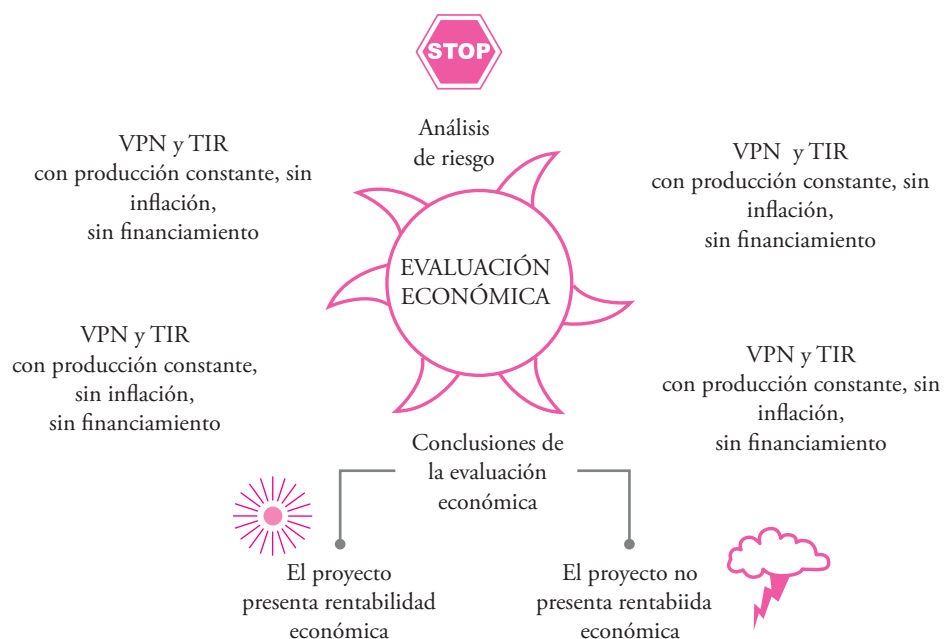 STOP
Análisis
de riesgo
VPN y TIR
con producción constante, sin
inflación,
sin financiamiento
VPN y TIR
con producción constante, sin
inflación,
sin financiamiento
EVALUACIÓN
ECONÓMICA
VPN y TIR
con producción constante,
sin inflación,
sin financiamiento
VPN y TIR
con producción constante, sin
inflación,
sin financiamiento
Conclusiones de
la evaluación
económica
El proyecto
presenta rentabilidad
económica
El proyecto no
presenta rentabiida
económica